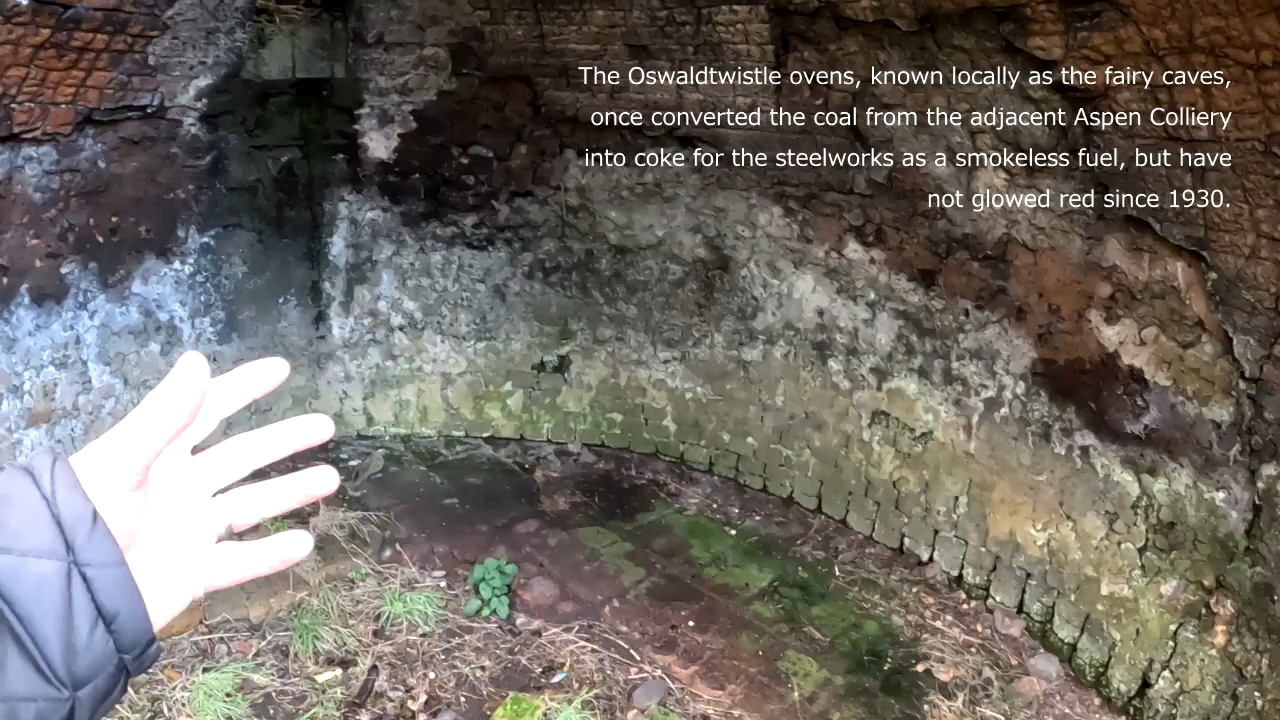 The Oswaldtwistle ovens, known locally as the fairy caves,
once converted the coal from the adjacent Aspen Colliery
into coke for the steelworks as a smokeless fuel, but have
not glowed red since 1930.